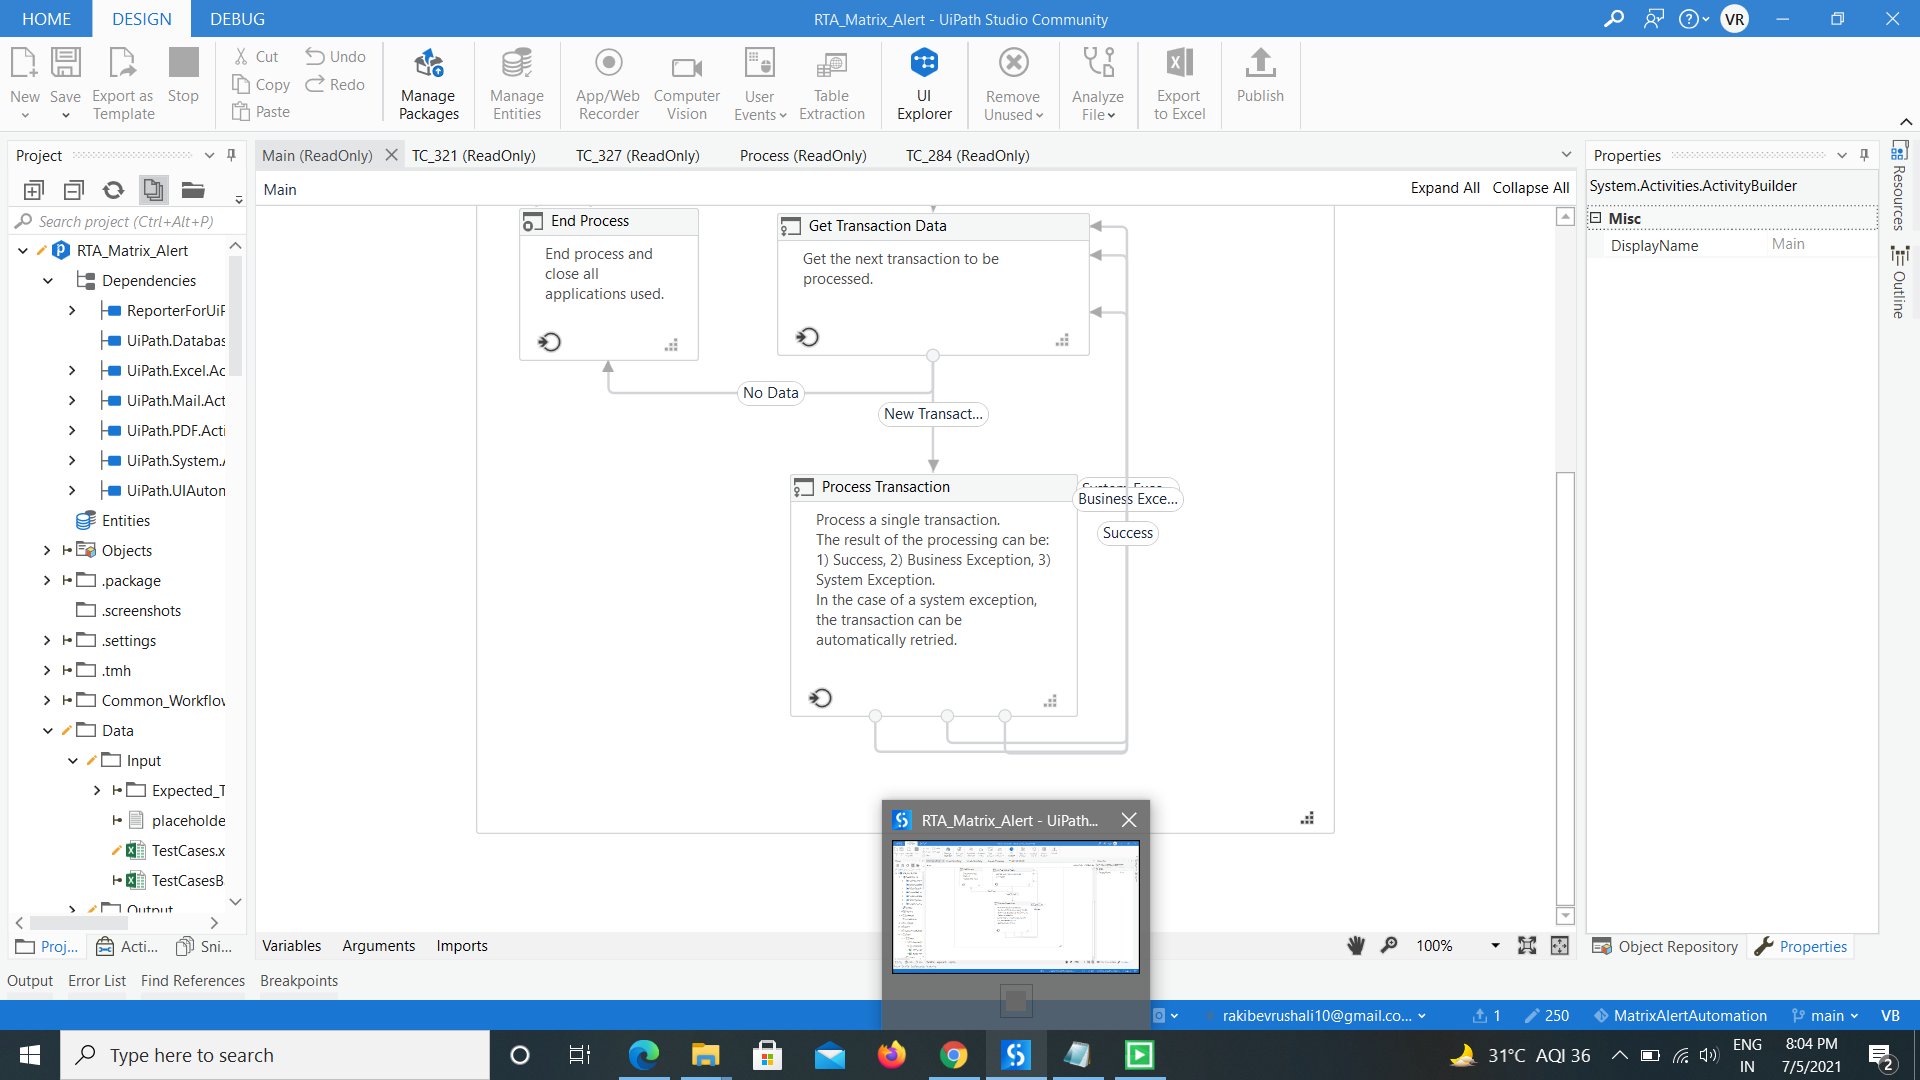 HOME DESIGN DEBUG RTA_Matrix_Alert - UiPath Studio Community VR
New Save Export as Template Stop Cut Copy Paste Undo Redo
Manage Packages Manage Entities App/Web Recorder Computer Vision User Events Table Extraction UI Explorer Remove Unused Analyze File Export to Excel Publish
Project
Main (ReadOnly) TC_321 (ReadOnly) TC_327 (ReadOnly) Process (ReadOnly) TC_284 (ReadOnly)
Main Expand All Collapse All
Search project (Ctrl+Alt+P)
RTA_Matrix_Alert
Dependencies
ReporterForUiP
UiPath.Databas
UiPath.Excel.Ac
UiPath.Mail.Act
UiPath.PDF.Acti
UiPath.System.A
UiPath.UIAuton
Entities
Objects
.package
.screenshots
.settings
.tmh
Common_Workflov
Data
Input
Expected_T
placeholde
TestCases.x
TestCasesB
Output
Proj... Acti... Sni...
End Process
End process and
close all
applications used.
Get Transaction Data
Get the next transaction to be
processed.
No Data
New Transact...
Process Transaction
Process a single transaction.
The result of the processing can be:
1) Success, 2) Business Exception, 3)
System Exception.
In the case of a system exception,
the transaction can be
automatically retried.
Business Exce...
Success
Properties
System.Activities.ActivityBuilder
Misc
DisplayName Main
Resources
Outline
RTA_Matrix_Alert - UiPath...
Variables Arguments Imports 100%
Object Repository Properties
Output Error List Find References Breakpoints
rakibevrushali10@gmail.co... 1 250 MatrixAlertAutomation main VB
Type here to search
31°C AQI 36
ENG
IN
8:04 PM
7/5/2021
2